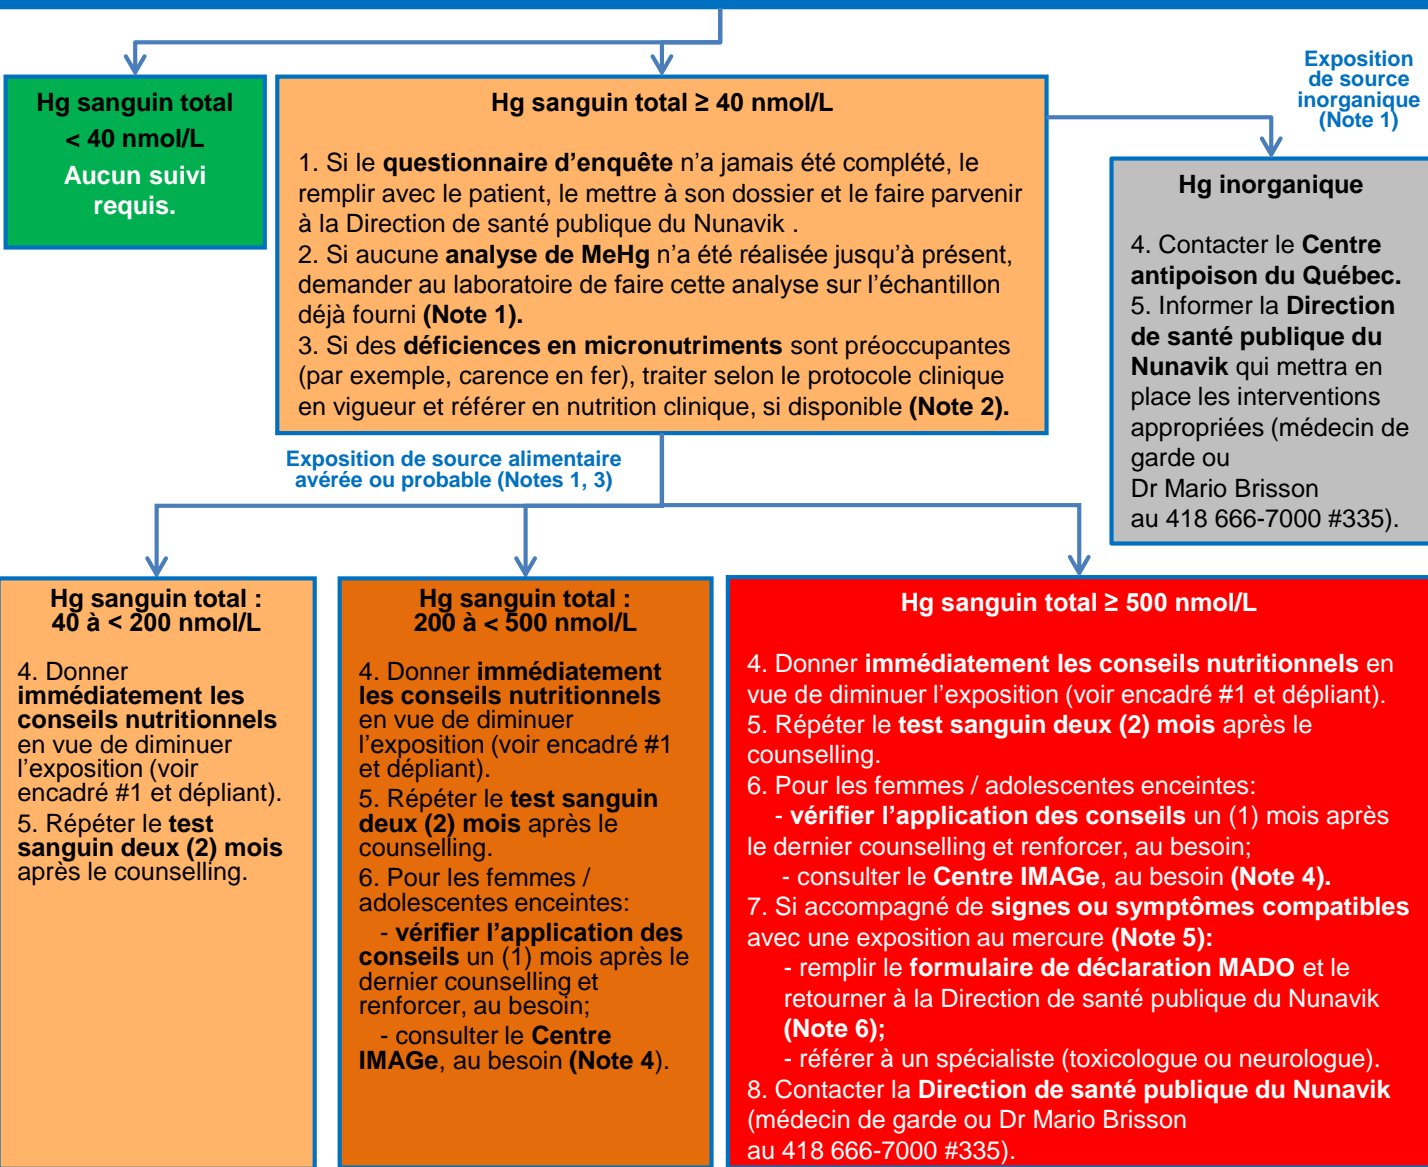 Hg sanguin total
< 40 nmol/L
Aucun suivi
requis.
Hg sanguin total ≥ 40 nmol/L
1. Si le questionnaire d'enquête n'a jamais été complété, le
remplir avec le patient, le mettre à son dossier et le faire parvenir
à la Direction de santé publique du Nunavik .
2. Si aucune analyse de MeHg n'a été réalisée jusqu'à présent,
demander au laboratoire de faire cette analyse sur l'échantillon
déjà fourni (Note 1).
3. Si des déficiences en micronutriments sont préoccupantes
(par exemple, carence en fer), traiter selon le protocole clinique
en vigueur et référer en nutrition clinique, si disponible (Note 2).
Exposition
de source
inorganique
(Note 1)
Hg inorganique
4. Contacter le Centre
antipoison du Québec.
5. Informer la Direction
de santé publique du
Nunavik qui mettra en
place les interventions
appropriées (médecin de
garde ou
Dr Mario Brisson
au 418 666-7000 #335).
Exposition de source alimentaire
avérée ou probable (Notes 1, 3)
Hg sanguin total :
40 à < 200 nmol/L
4. Donner
immédiatement les
conseils nutritionnels
en vue de diminuer
l'exposition (voir
encadré #1 et dépliant).
5. Répéter le test
sanguin deux (2) mois
après le counselling.
Hg sanguin total :
200 à < 500 nmol/L
4. Donner immédiatement
les conseils nutritionnels
en vue de diminuer
l'exposition (voir encadré #1
et dépliant).
5. Répéter le test sanguin
deux (2) mois après le
counselling.
6. Pour les femmes /
adolescentes enceintes:
- vérifier l'application des
conseils un (1) mois après le
dernier counselling et
renforcer, au besoin;
- consulter le Centre
IMAGe, au besoin (Note 4).
Hg sanguin total ≥ 500 nmol/L
4. Donner immédiatement les conseils nutritionnels en
vue de diminuer l'exposition (voir encadré #1 et dépliant).
5. Répéter le test sanguin deux (2) mois après le
counselling.
6. Pour les femmes / adolescentes enceintes:
- vérifier l'application des conseils un (1) mois après
le dernier counselling et renforcer, au besoin;
- consulter le Centre IMAGe, au besoin (Note 4).
7. Si accompagné de signes ou symptômes compatibles
avec une exposition au mercure (Note 5):
- remplir le formulaire de déclaration MADO et le
retourner à la Direction de santé publique du Nunavik
(Note 6);
- référer à un spécialiste (toxicologue ou neurologue).
8. Contacter la Direction de santé publique du Nunavik
(médecin de garde ou Dr Mario Brisson
au 418 666-7000 #335).